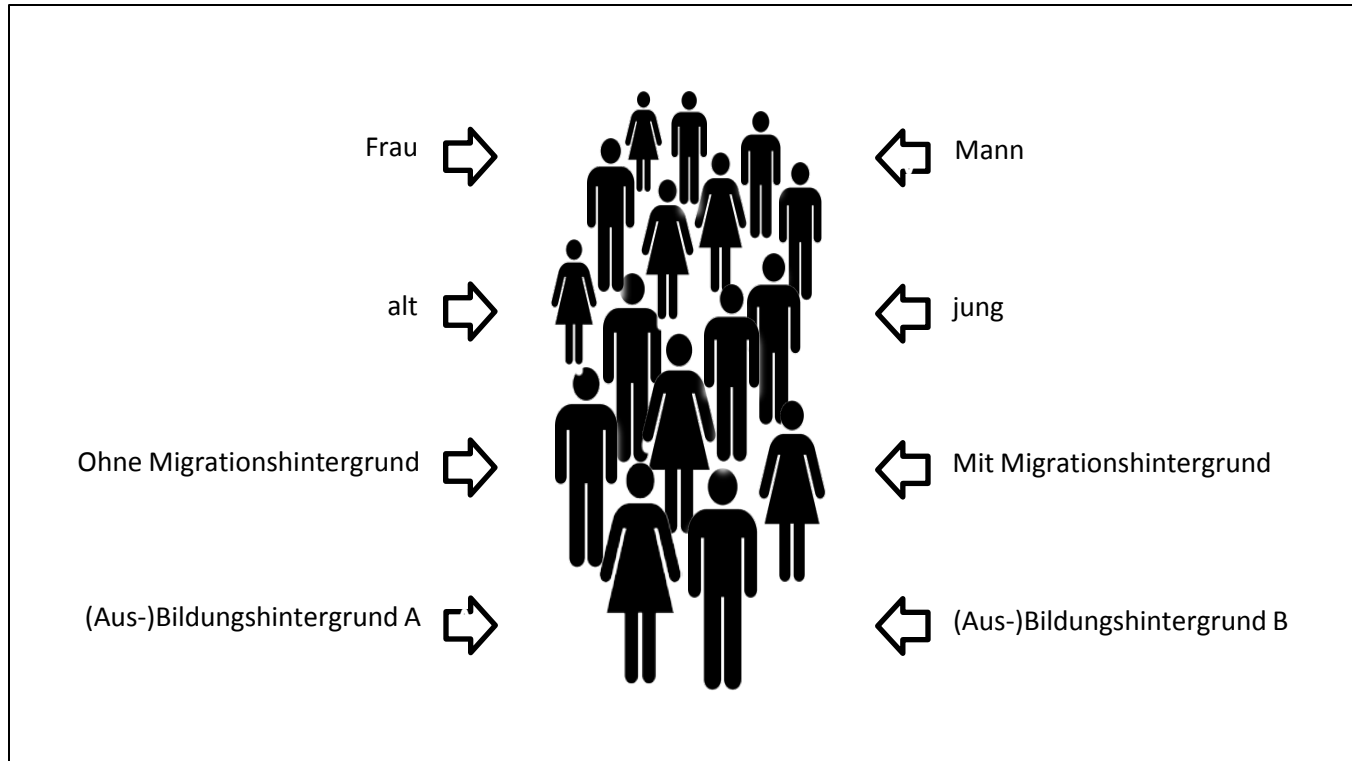 Frau
Mann
alt
jung
Ohne Migrationshintergrund
Mit Migrationshintergrund
(Aus-)Bildungshintergrund A
(Aus-)Bildungshintergrund B